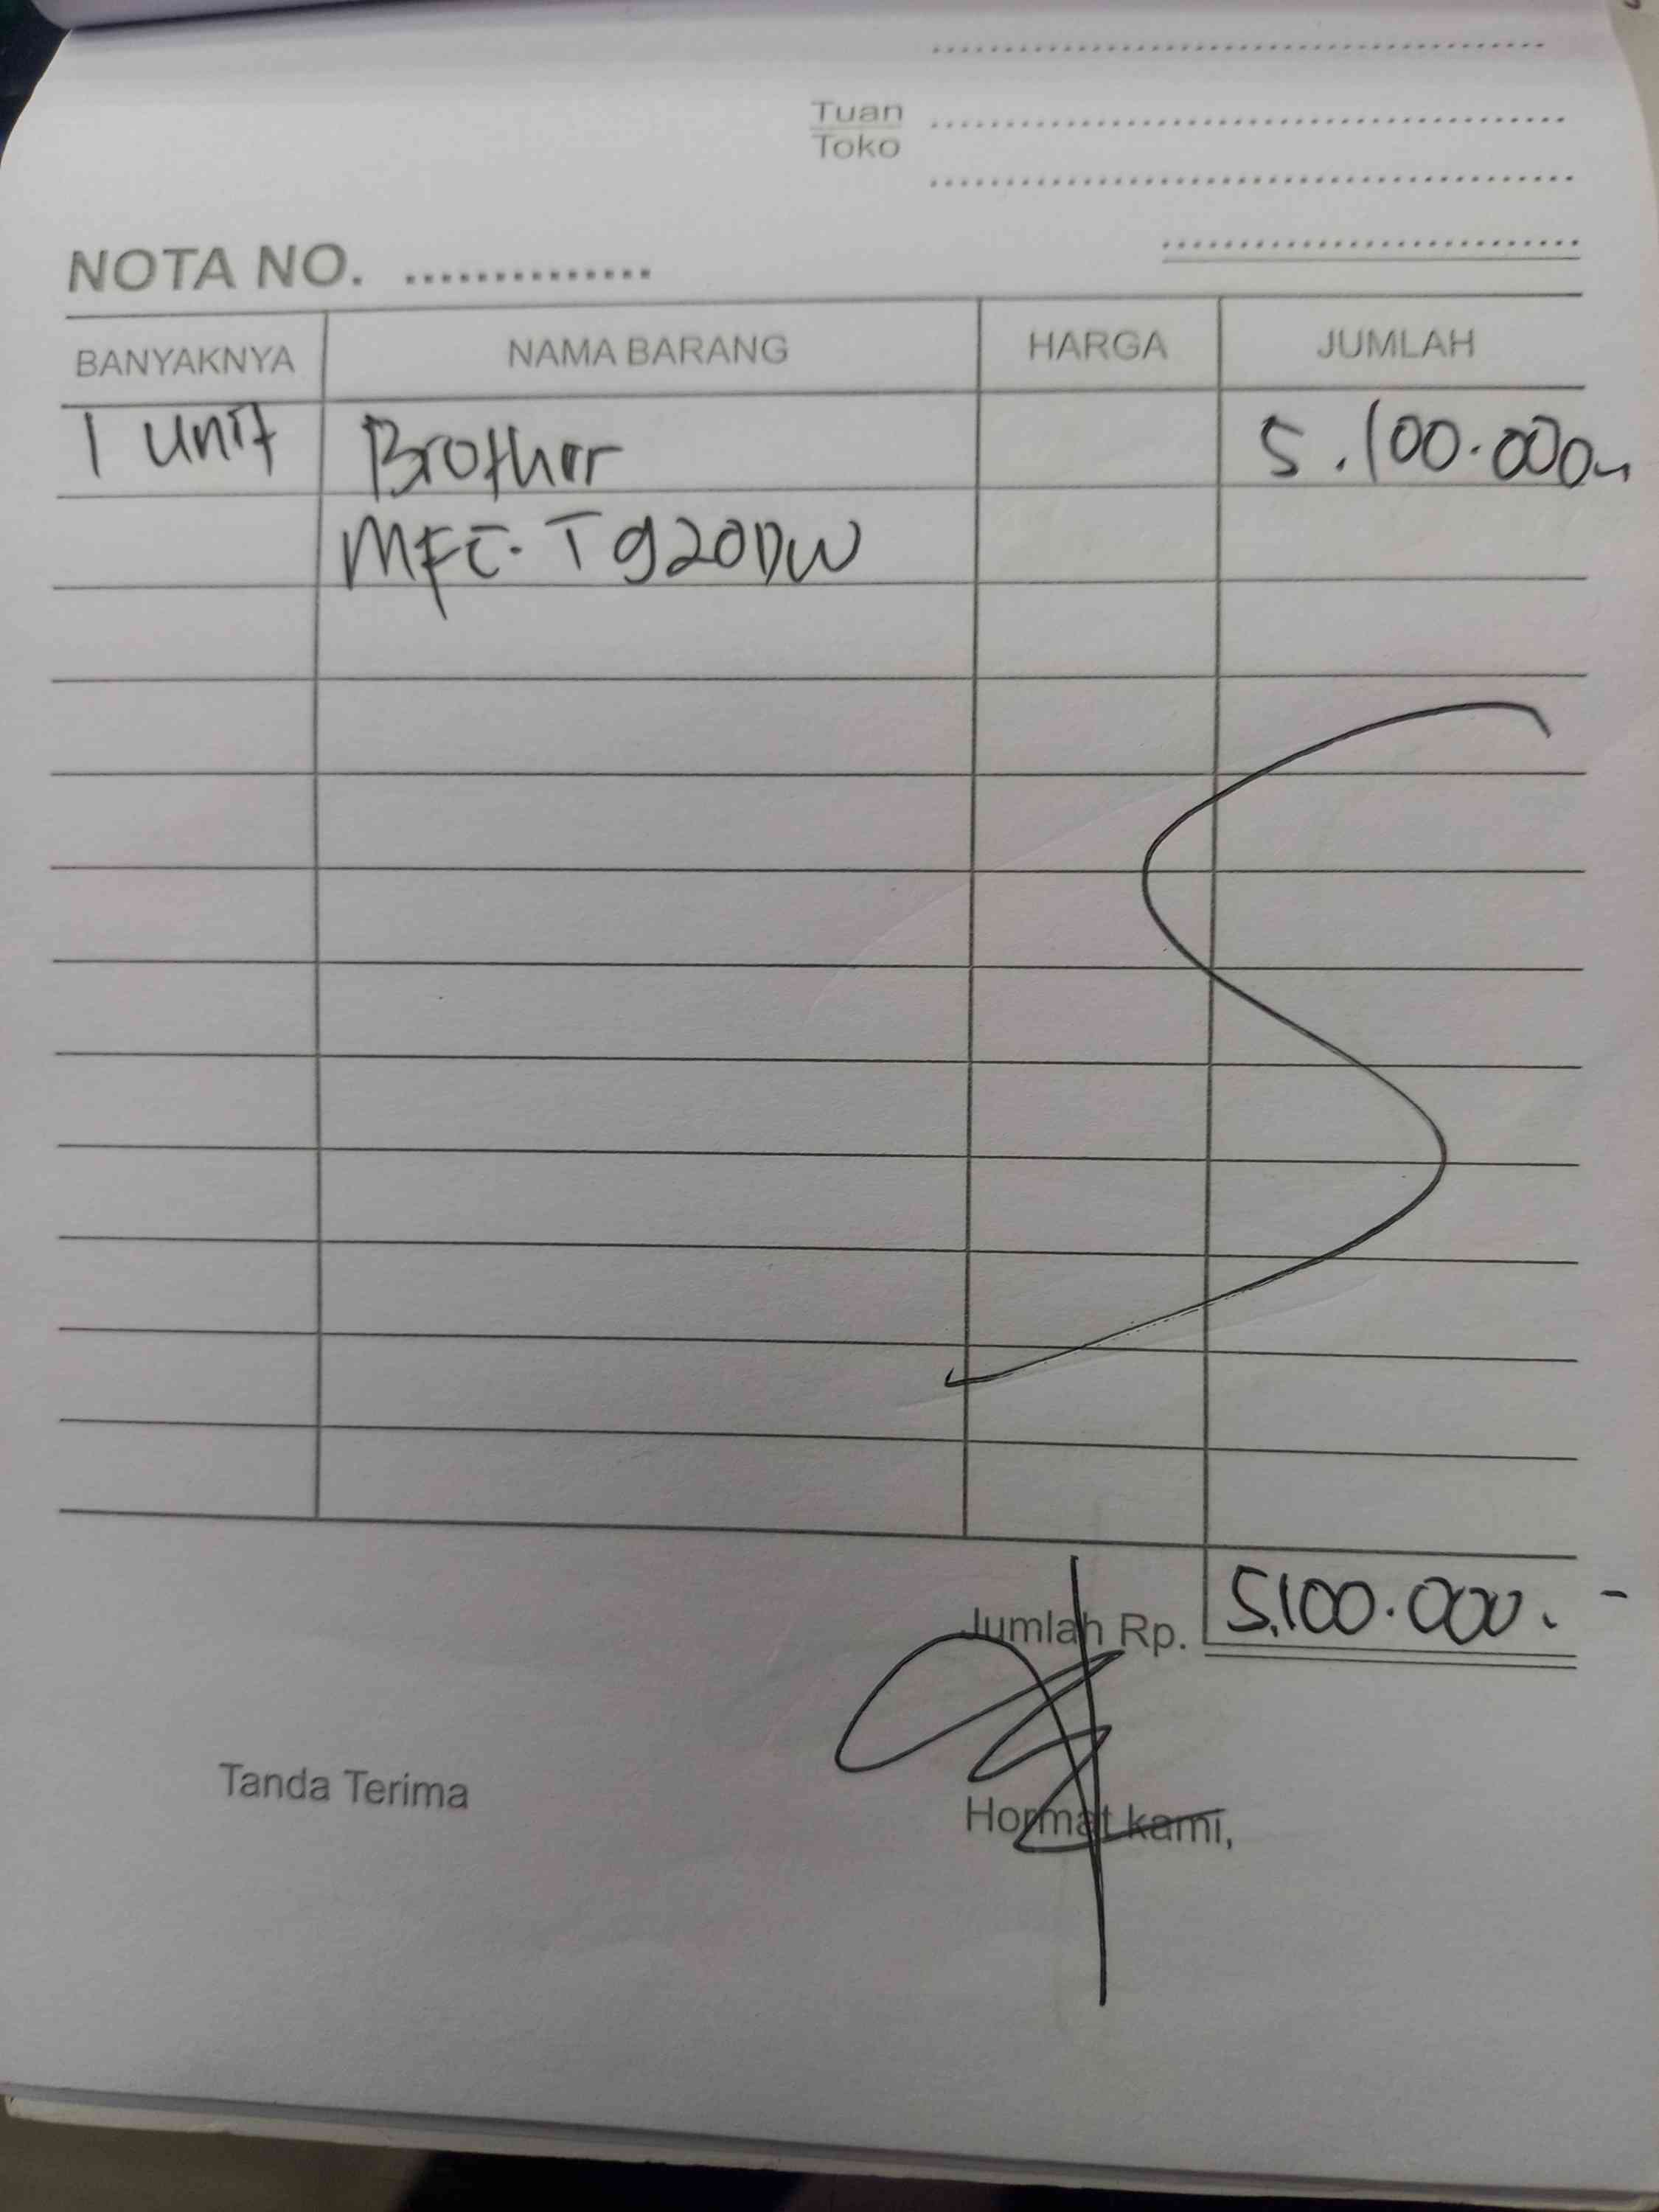 Tuan
Toko
NOTA NO. ..............
BANYAKNYA NAMA BARANG HARGA JUMLAH
1 unit Brother 5.100.000,-
MFC-T920DW
Jumlah Rp. 5.100.000.-
Tanda Terima Hormat kami,